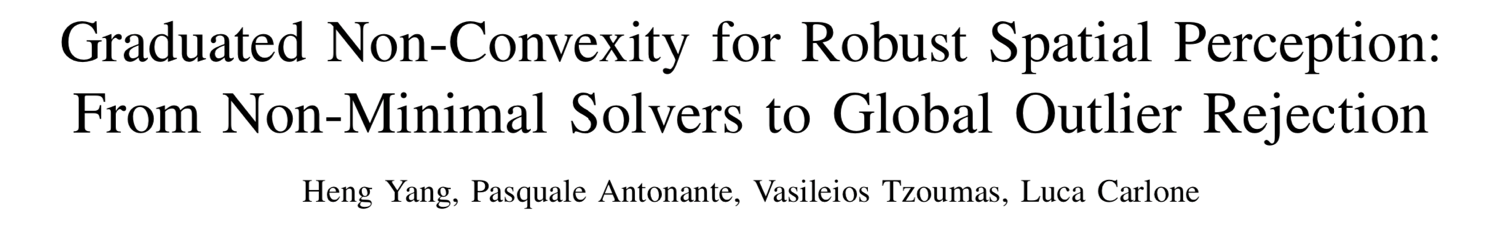 Graduated Non-Convexity for Robust Spatial Perception:
From Non-Minimal Solvers to Global Outlier Rejection
Heng Yang, Pasquale Antonante, Vasileios Tzoumas, Luca Carlone